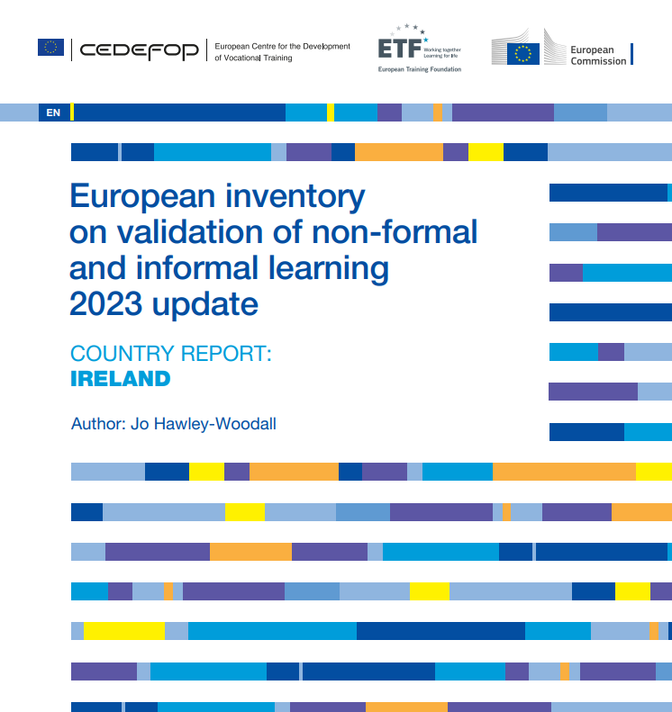 CEDEFOP
European Centre for the Development
of Vocational Training
ETF
Working together
Learning for life
European Training Foundation
European
Commission
EN
European inventory
on validation of non-formal
and informal learning
2023 update
COUNTRY REPORT:
IRELAND
Author: Jo Hawley-Woodall